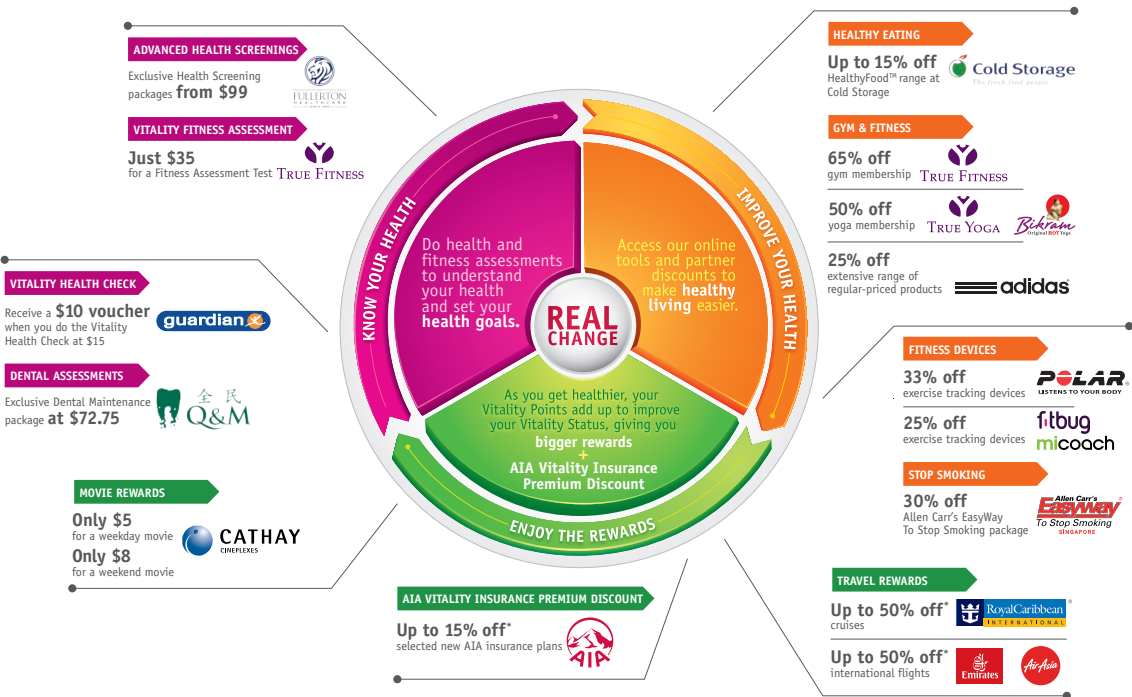 ADVANCED HEALTH SCREENINGS
Exclusive Health Screening
packages from $99
FULLERTON
HEALTHCARE
VITALITY FITNESS ASSESSMENT
Just $35
for a Fitness Assessment Test
TRUE FITNESS
VITALITY HEALTH CHECK
Receive a $10 voucher
when you do the Vitality
Health Check at $15
guardian
DENTAL ASSESSMENTS
Exclusive Dental Maintenance
package at $72.75
全民
Q&M
MOVIE REWARDS
Only $5
for a weekday movie
Only $8
for a weekend movie
CATHAY
CINEPLEXES
KNOW YOUR HEALTH
Do health and
fitness assessments
to understand
your health
and set your
health goals.
IMPROVE YOUR HEALTH
Access our online
tools and partner
discounts to
make healthy
living easier.
REAL
CHANGE
As you get healthier, your
Vitality Points add up to improve
your Vitality Status, giving you
bigger rewards
+
AIA Vitality Insurance
Premium Discount
ENJOY THE REWARDS
AIA VITALITY INSURANCE PREMIUM DISCOUNT
Up to 15% off*
selected new AIA insurance plans
AIA
HEALTHY EATING
Up to 15% off
HealthyFood™ range at
Cold Storage
Cold Storage
The fresh food people
GYM & FITNESS
65% off
gym membership
TRUE FITNESS
50% off
yoga membership
TRUE YOGA
Bikram
Original HOT Yoga
25% off
extensive range of
regular-priced products
adidas
FITNESS DEVICES
33% off
exercise tracking devices
POLAR®
LISTENS TO YOUR BODY
25% off
exercise tracking devices
fitbug
micoach
STOP SMOKING
30% off
Allen Carr's EasyWay
To Stop Smoking package
Allen Carr's
Easyway®
To Stop Smoking
SINGAPORE
TRAVEL REWARDS
Up to 50% off*
cruises
RoyalCaribbean®
INTERNATIONAL
Up to 50% off*
international flights
Emirates
AirAsia